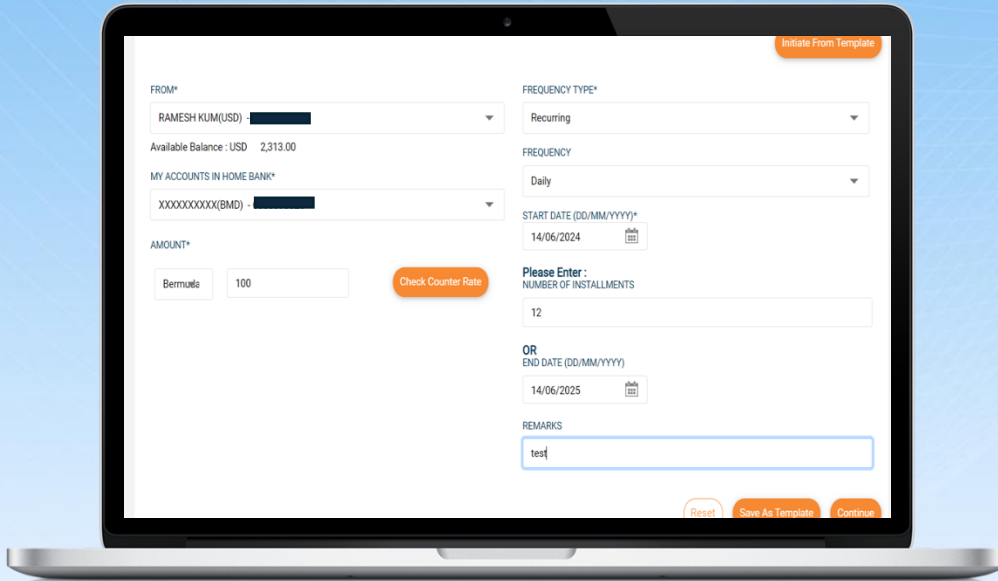 Initiate From Template
FROM*
RAMESH KUM(USD) -
Available Balance : USD 2,313.00
MY ACCOUNTS IN HOME BANK*
XXXXXXXXXX(BMD) -
AMOUNT*
100
Check Counter Rate
FREQUENCY TYPE*
Recurring
FREQUENCY
Daily
START DATE (DD/MM/YYYY)*
14/06/2024
Please Enter :
NUMBER OF INSTALLMENTS
12
OR
END DATE (DD/MM/YYYY)
14/06/2025
REMARKS
test
Reset
Save As Template
Continue